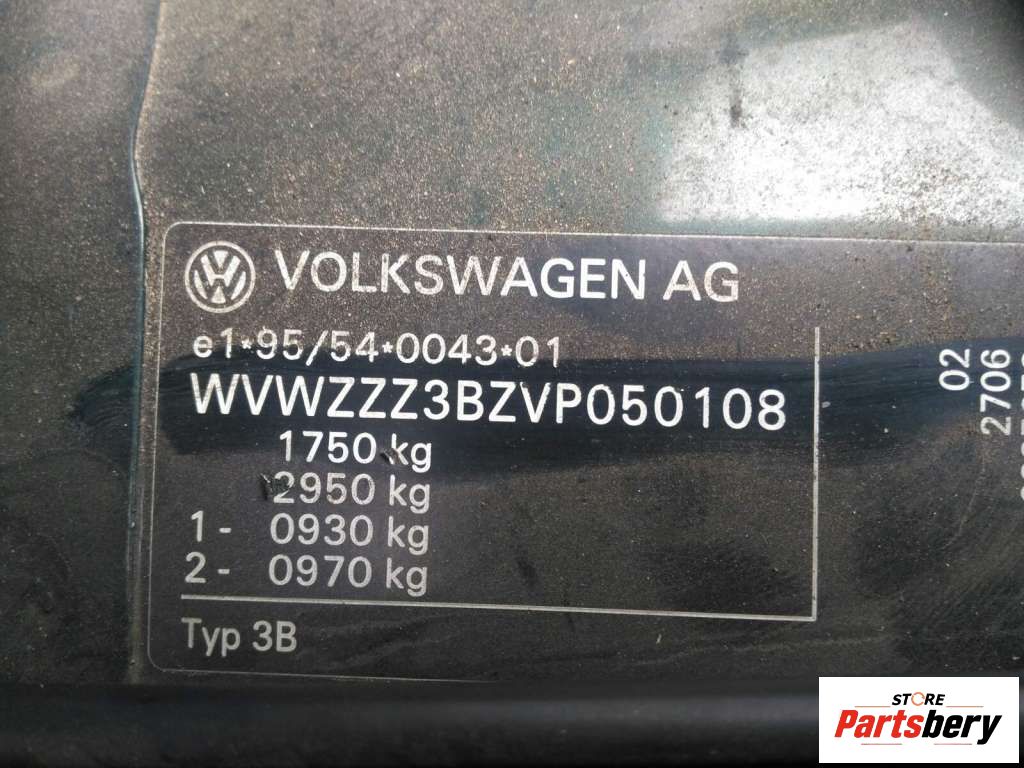 VOLKSWAGEN AG
e1*95/54*0043*01
WVWZZZ3BZVP050108
1750 kg
2950 kg
1- 0930 kg
2- 0970 kg
Typ 3B
02
2706
STORE
Partsbery